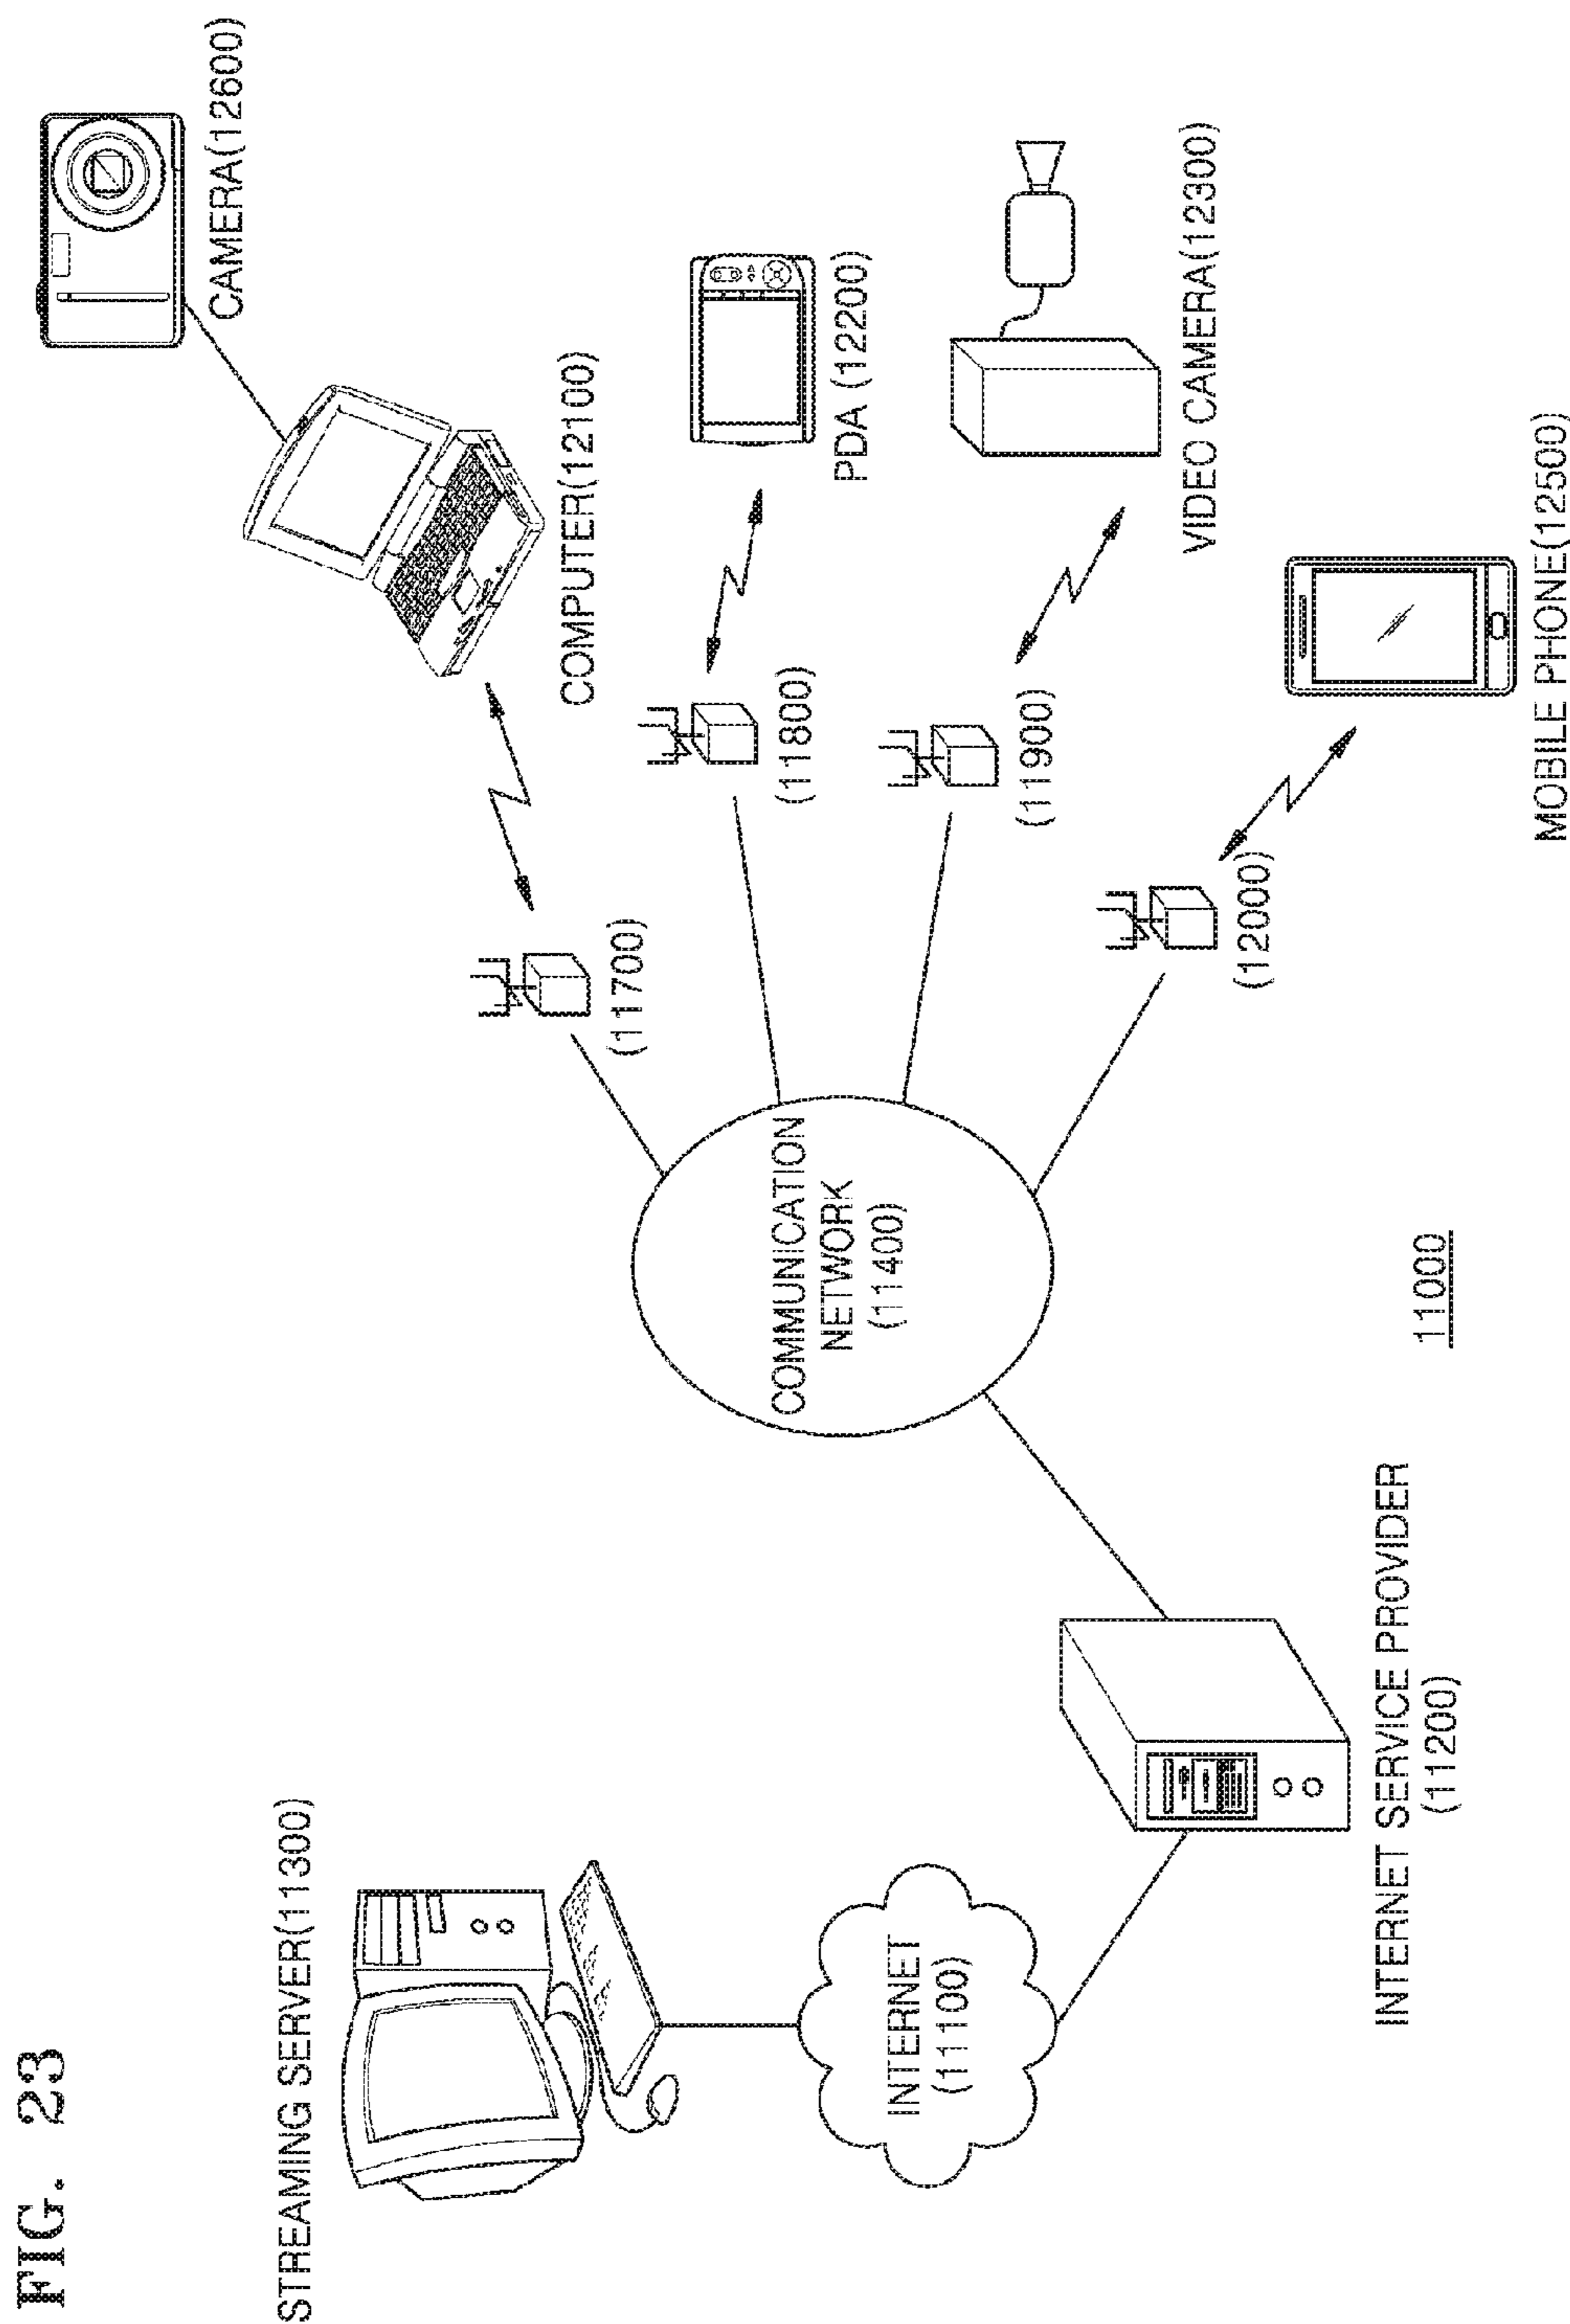 FIG. 23
STREAMING SERVER(11300)
INTERNET
(11100)
INTERNET SERVICE PROVIDER
(11200)
COMMUNICATION
NETWORK
(11400)
11000
(11700)
(11800)
(11900)
(12000)
CAMERA(12600)
COMPUTER(12100)
PDA (12200)
VIDEO CAMERA(12300)
MOBILE PHONE(12500)